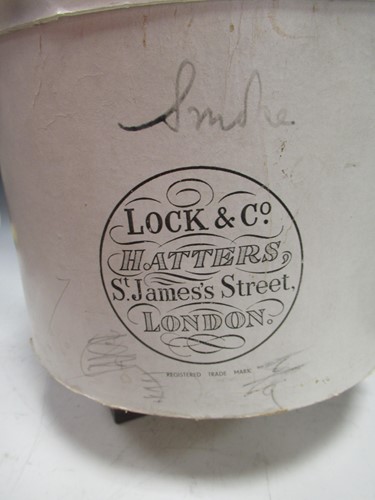 Smoke
LOCK & Cº
HATTERS,
St James's Street,
LONDON.
REGISTERED TRADE MARK